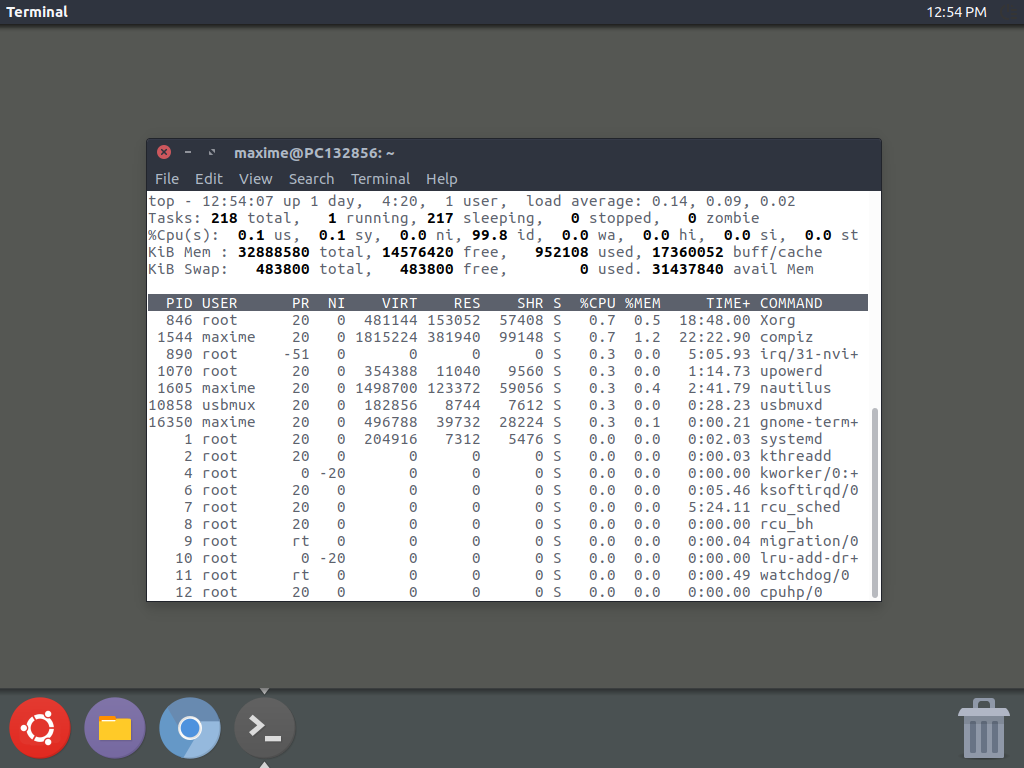 Terminal 12:54 PM
maxime@PC132856: ~
File Edit View Search Terminal Help
top - 12:54:07 up 1 day,  4:20,  1 user,  load average: 0.14, 0.09, 0.02
Tasks: 218 total,   1 running, 217 sleeping,   0 stopped,   0 zombie
%Cpu(s):  0.1 us,  0.1 sy,  0.0 ni, 99.8 id,  0.0 wa,  0.0 hi,  0.0 si,  0.0 st
KiB Mem : 32888580 total, 14576420 free,   952108 used, 17360052 buff/cache
KiB Swap:   483800 total,   483800 free,        0 used. 31437840 avail Mem
PID USER      PR  NI    VIRT    RES    SHR S  %CPU %MEM     TIME+ COMMAND
846 root      20   0  481144 153052  57408 S   0.7  0.5  18:48.00 Xorg
1544 maxime    20   0 1815224 381940  99148 S   0.7  1.2  22:22.90 compiz
890 root     -51   0       0      0      0 S   0.3  0.0   5:05.93 irq/31-nvi+
1070 root      20   0  354388  11040   9560 S   0.3  0.0   1:14.73 upowerd
1605 maxime    20   0 1498700 123372  59056 S   0.3  0.4   2:41.79 nautilus
10858 usbmux    20   0  182856   8744   7612 S   0.3  0.0   0:28.23 usbmuxd
16350 maxime    20   0  496788  39732  28224 S   0.3  0.1   0:00.21 gnome-term+
1 root      20   0  204916   7312   5476 S   0.0  0.0   0:02.03 systemd
2 root      20   0       0      0      0 S   0.0  0.0   0:00.03 kthreadd
4 root       0 -20       0      0      0 S   0.0  0.0   0:00.00 kworker/0:+
6 root      20   0       0      0      0 S   0.0  0.0   0:05.46 ksoftirqd/0
7 root      20   0       0      0      0 S   0.0  0.0   5:24.11 rcu_sched
8 root      20   0       0      0      0 S   0.0  0.0   0:00.00 rcu_bh
9 root      rt   0       0      0      0 S   0.0  0.0   0:00.04 migration/0
10 root       0 -20       0      0      0 S   0.0  0.0   0:00.00 lru-add-dr+
11 root      rt   0       0      0      0 S   0.0  0.0   0:00.49 watchdog/0
12 root      20   0       0      0      0 S   0.0  0.0   0:00.00 cpuhp/0